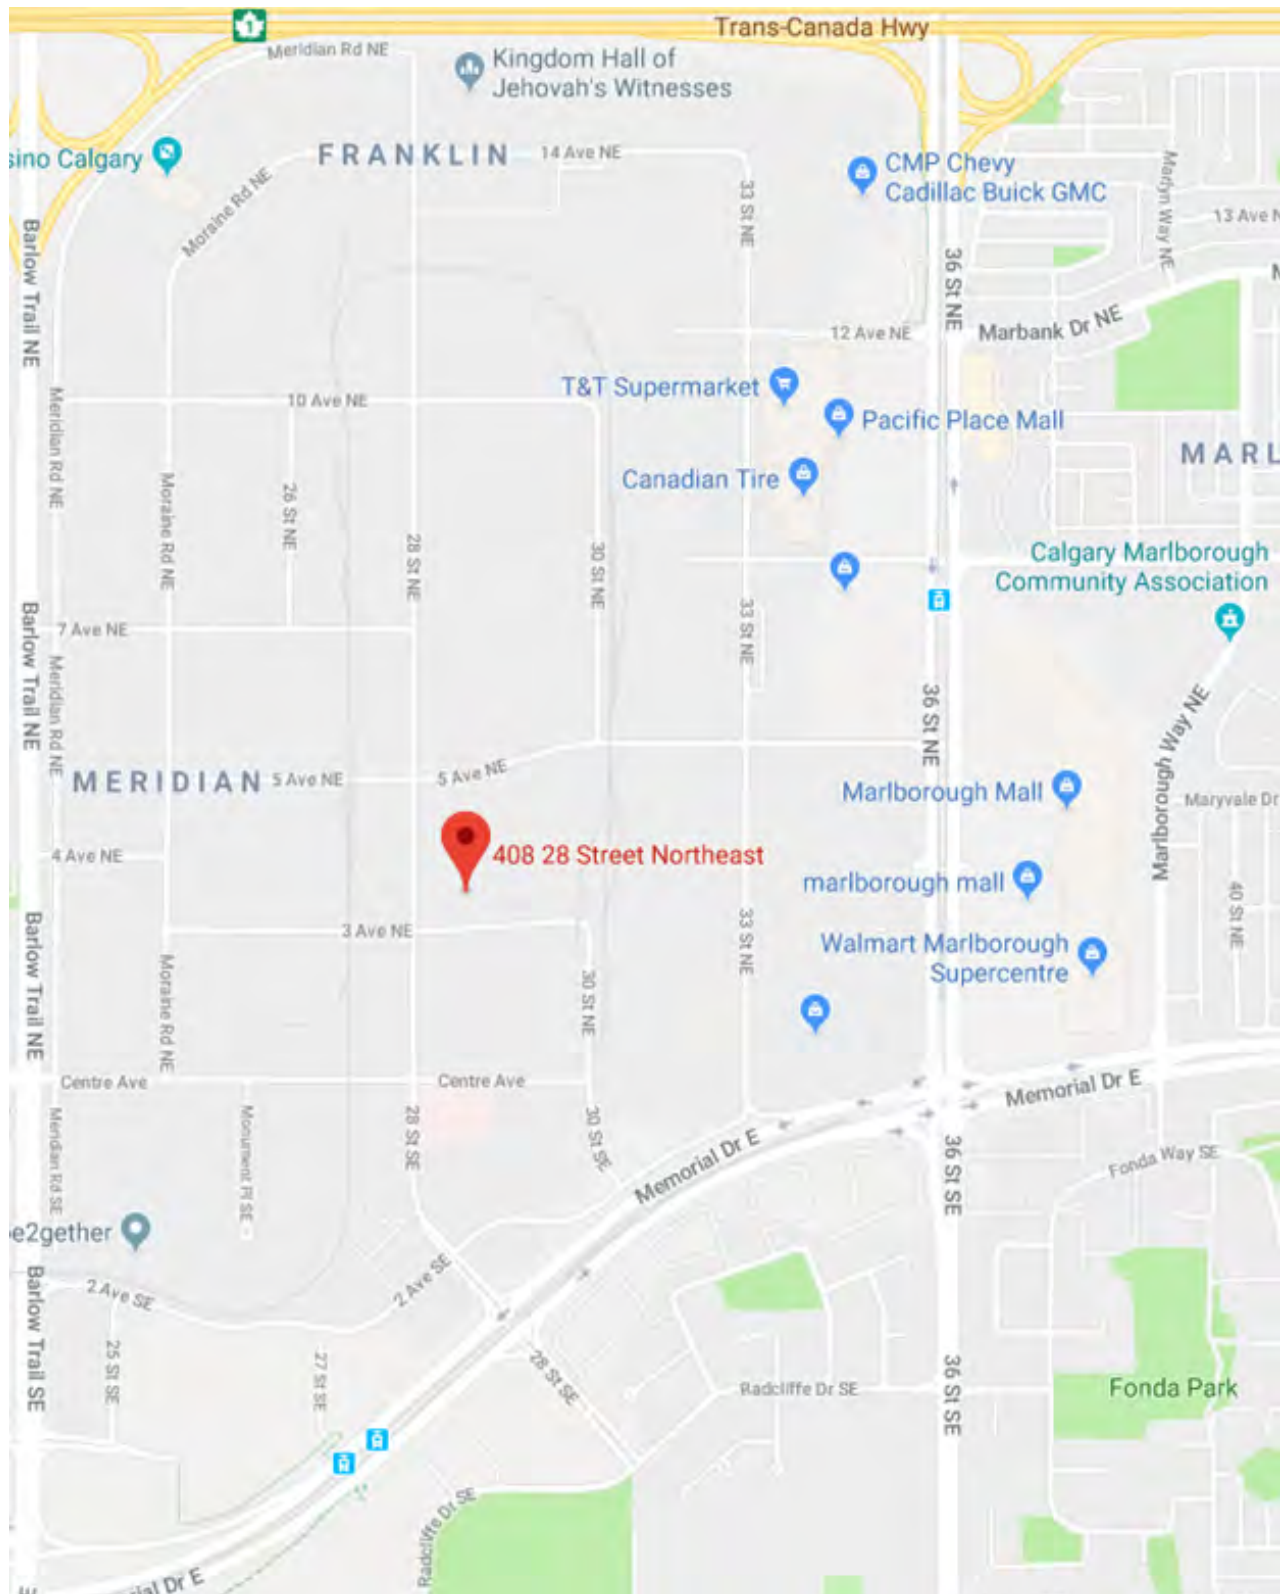 1
Trans-Canada Hwy
Meridian Rd NE
Kingdom Hall of
Jehovah's Witnesses
sino Calgary
FRANKLIN
14 Ave NE
CMP Chevy
Cadillac Buick GMC
Moraine Rd NE
33 St NE
Marlyn Way NE
13 Ave N
Barlow Trail NE
36 St NE
12 Ave NE
Marbank Dr NE
T&T Supermarket
Pacific Place Mall
Meridian Rd NE
10 Ave NE
MARL
Canadian Tire
Moraine Rd NE
26 St NE
28 St NE
30 St NE
Calgary Marlborough
Community Association
33 St NE
7 Ave NE
Barlow Trail NE
Meridian Rd NE
36 St NE
Marlborough Way NE
MERIDIAN
5 Ave NE
5 Ave NE
Marlborough Mall
Maryvale Dr
4 Ave NE
408 28 Street Northeast
marlborough mall
40 St NE
3 Ave NE
33 St NE
Walmart Marlborough
Supercentre
Barlow Trail NE
Moraine Rd NE
30 St NE
Centre Ave
Centre Ave
Memorial Dr E
Meridian Rd SE
Monument Pl SE
28 St SE
30 St SE
Memorial Dr E
36 St SE
Fonda Way SE
e2gether
2 Ave SE
2 Ave SE
Barlow Trail SE
25 St SE
27 St SE
28 St SE
Radcliffe Dr SE
36 St SE
Fonda Park
Radcliffe Dr SE
rial Dr E